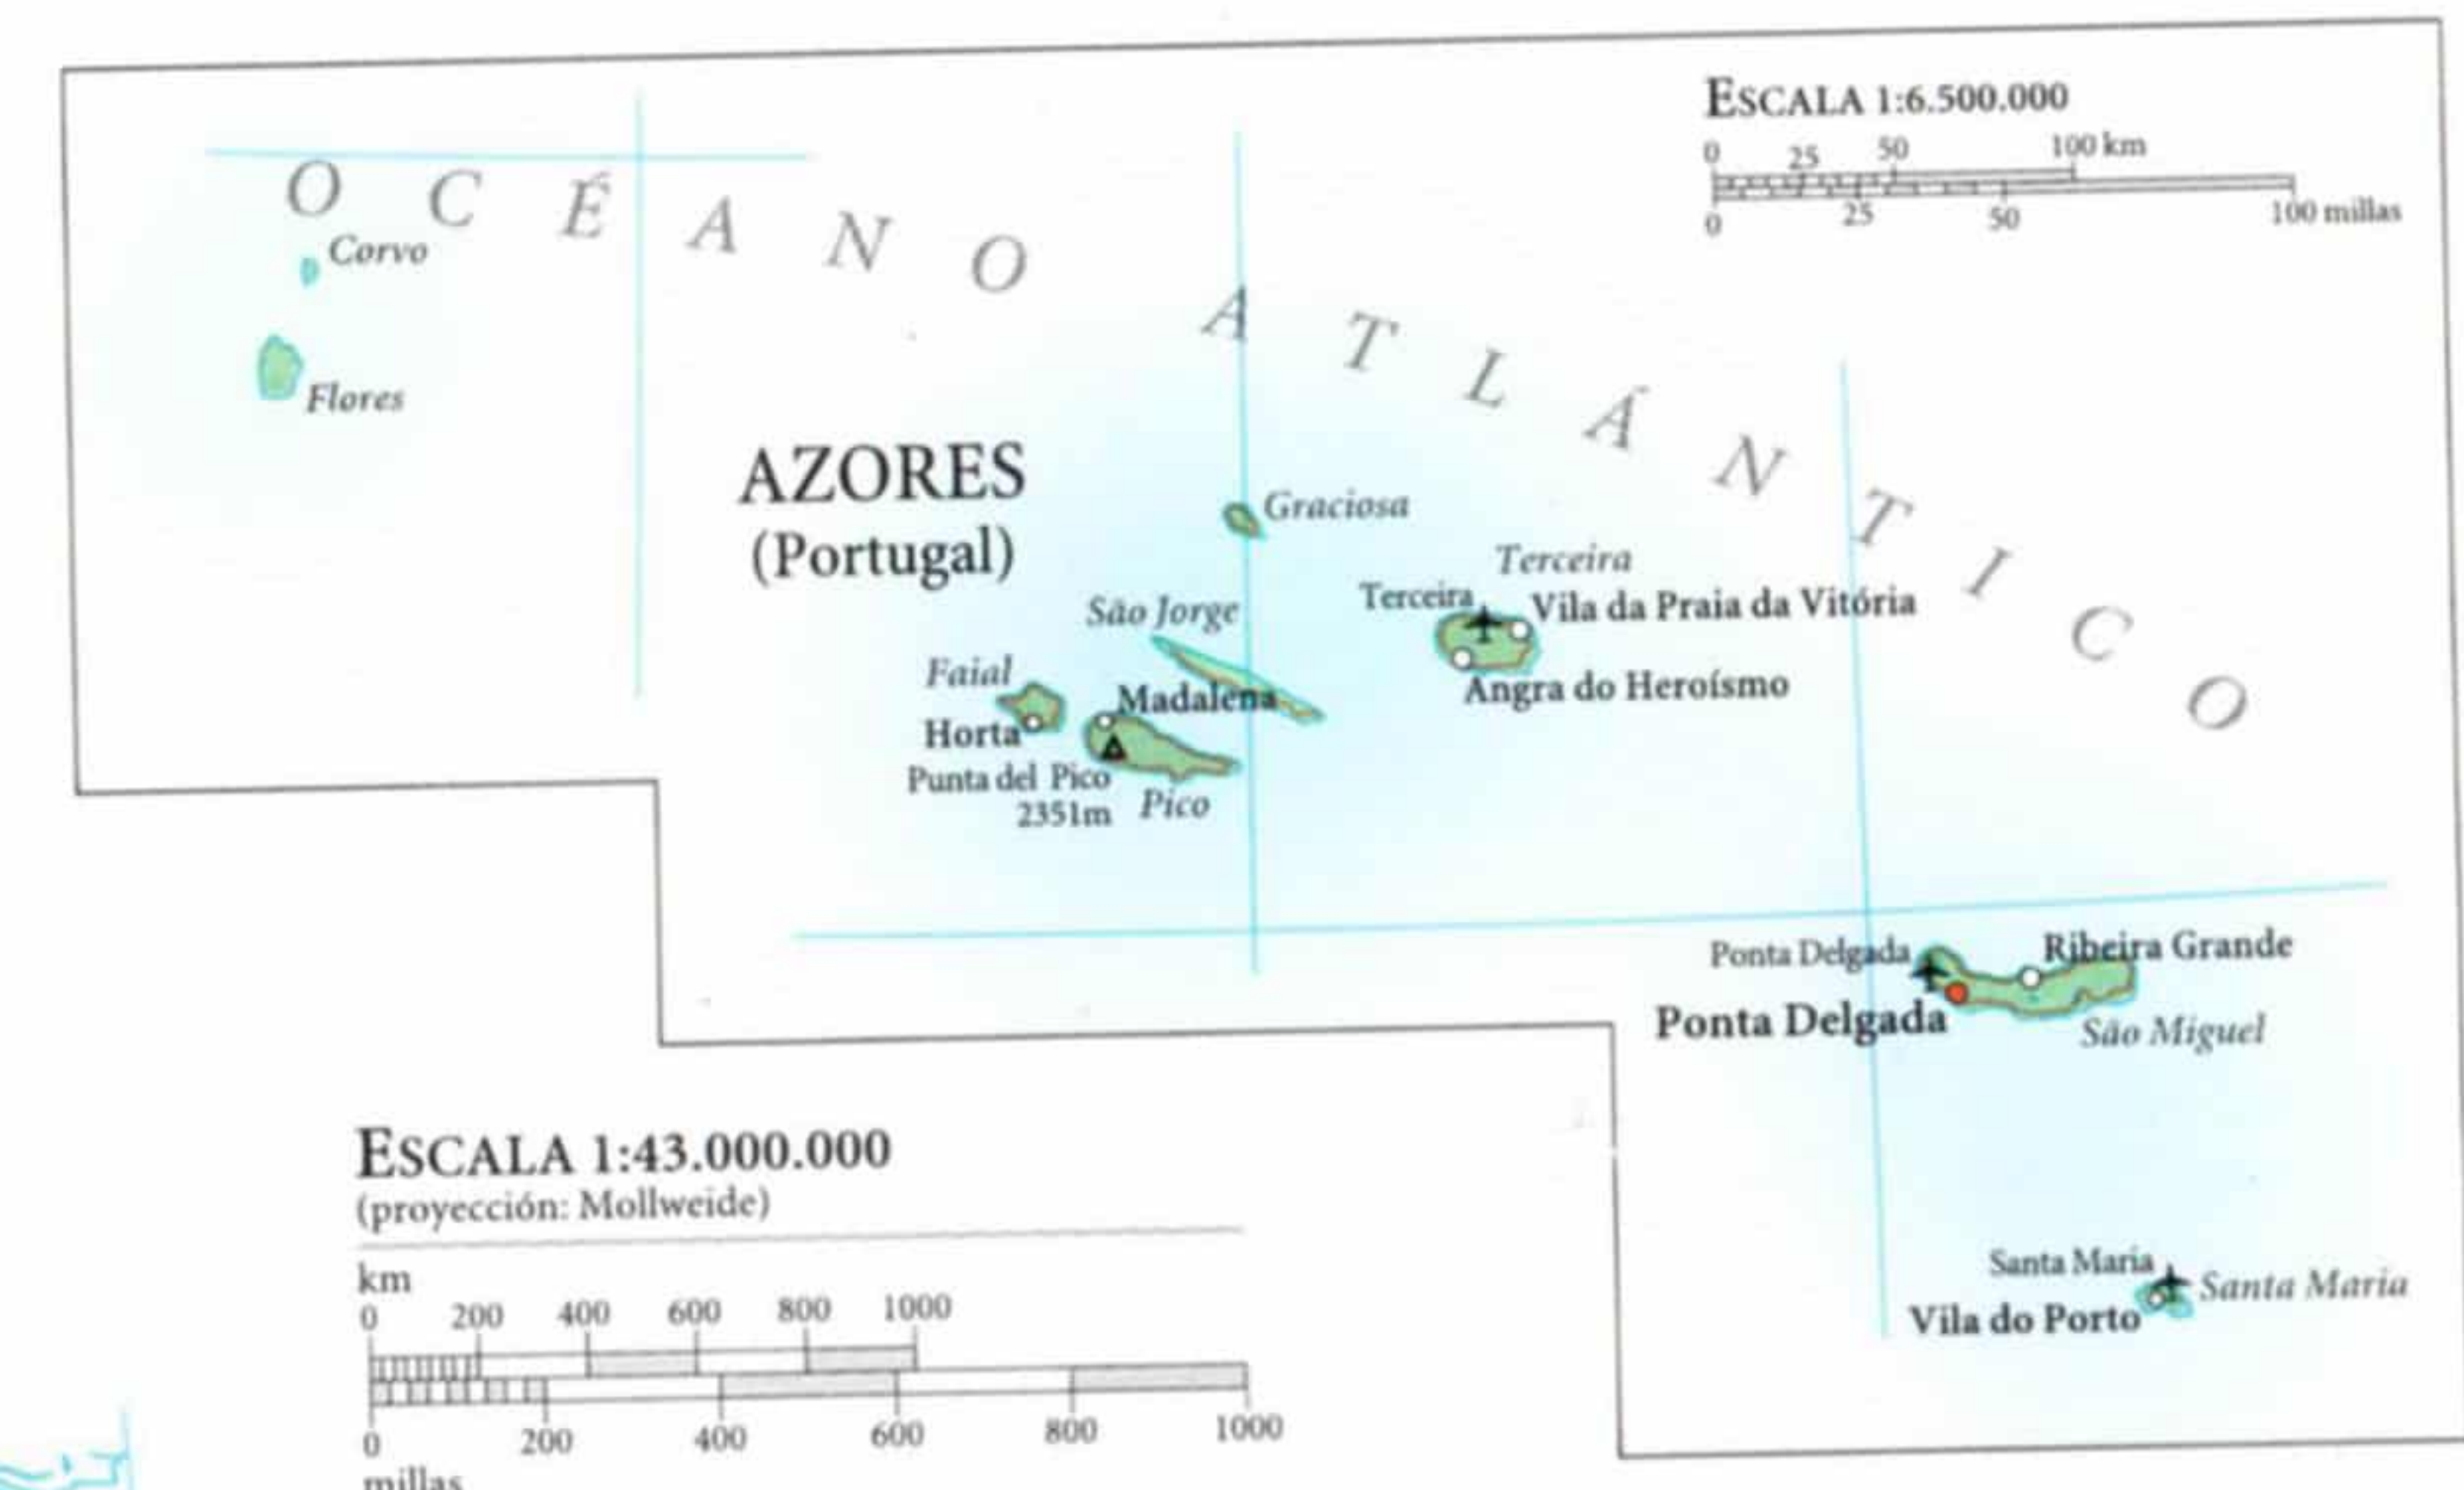 ESCALA 1:6.500.000
0 25 50 100 km
0 25 50 100 millas
OCÉANO ATLÁNTICO
Corvo
Flores
AZORES
(Portugal)
Graciosa
Terceira
Terceira
Vila da Praia da Vitória
São Jorge
Faial
Madalena
Angra do Heroísmo
Horta
Punta del Pico
2351m
Pico
Ponta Delgada
Ribeira Grande
Ponta Delgada
São Miguel
Santa Maria
Santa Maria
Vila do Porto
ESCALA 1:43.000.000
(proyección: Mollweide)
km
0 200 400 600 800 1000
0 200 400 600 800 1000
millas